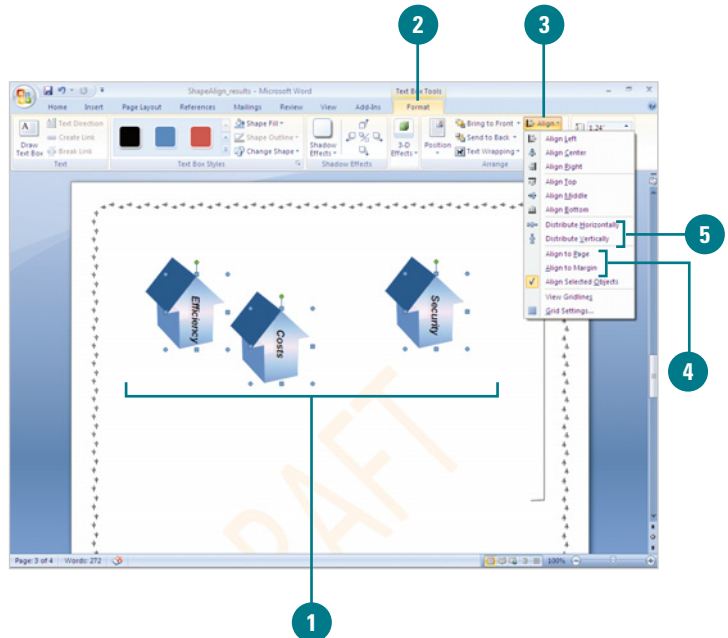 2
3
ShapeAlign_results - Microsoft Word
Text Box Tools
Home Insert Page Layout References Mailings Review View Add-Ins Format
A
Draw
Text Box
Text Direction
Create Link
Break Link
Text
Text Box Styles
Shape Fill
Shape Outline
Change Shape
Shadow
Effects
Shadow Effects
3-D
Effects
Position
Bring to Front
Send to Back
Text Wrapping
Arrange
Align
1.24"
Align Left
Align Center
Align Right
Align Top
Align Middle
Align Bottom
Distribute Horizontally
Distribute Vertically
Align to Page
Align to Margin
Align Selected Objects
View Gridlines
Grid Settings...
5
4
Efficiency
Costs
Security
DRAFT
Page: 3 of 4 Words: 272
100%
1